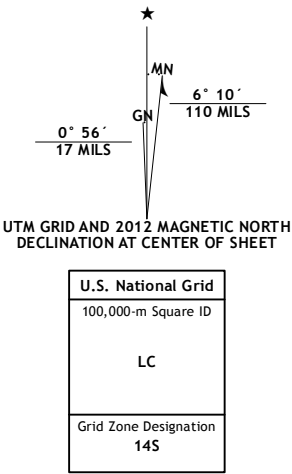 ★
MN
GN
6° 10´
110 MILS
0° 56´
17 MILS
UTM GRID AND 2012 MAGNETIC NORTH
DECLINATION AT CENTER OF SHEET
U.S. National Grid
100,000-m Square ID
LC
Grid Zone Designation
14S